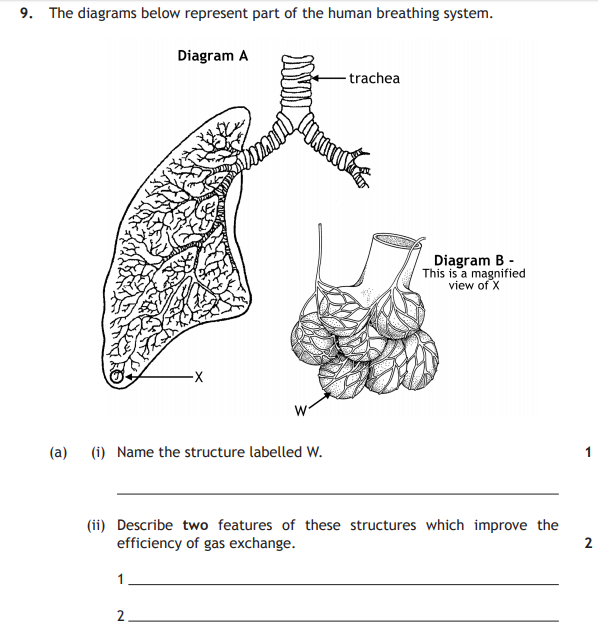 9. The diagrams below represent part of the human breathing system.
Diagram A
trachea
Diagram B -
This is a magnified
view of X
X
W
(a) (i) Name the structure labelled W. 1
(ii) Describe two features of these structures which improve the
efficiency of gas exchange. 2
1
2